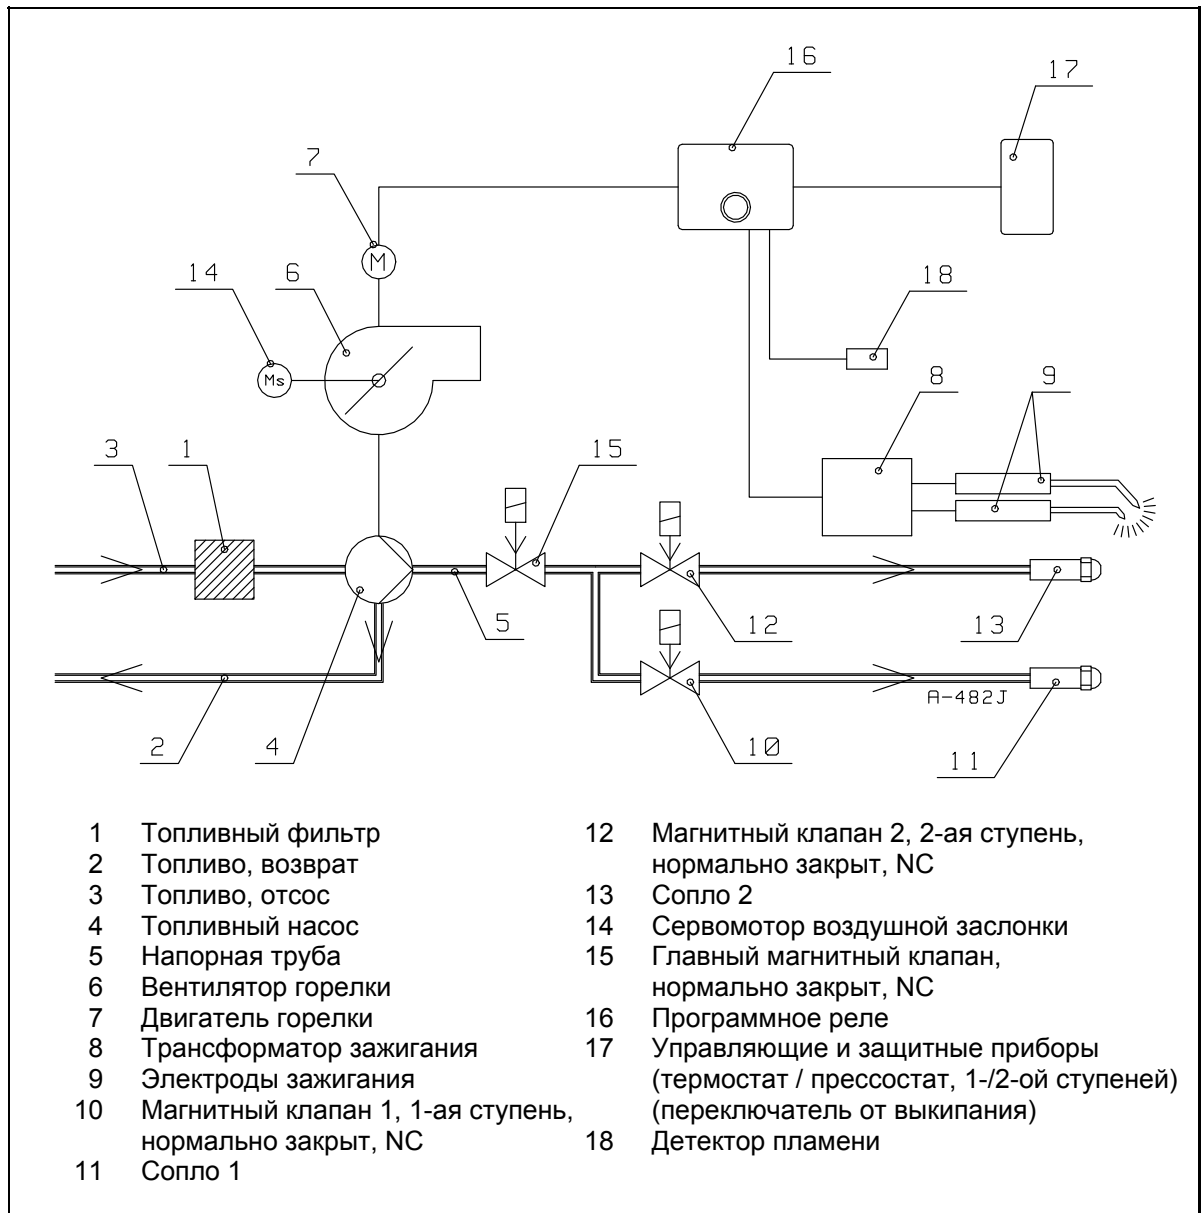 16
17
7
14
6
18
8
9
3
1
15
M
Ms
5
12
13
A-482J
2
4
10
11
1 Топливный фильтр
2 Топливо, возврат
3 Топливо, отсос
4 Топливный насос
5 Напорная труба
6 Вентилятор горелки
7 Двигатель горелки
8 Трансформатор зажигания
9 Электроды зажигания
10 Магнитный клапан 1, 1-ая ступень,
нормально закрыт, NC
11 Сопло 1
12 Магнитный клапан 2, 2-ая ступень,
нормально закрыт, NC
13 Сопло 2
14 Сервомотор воздушной заслонки
15 Главный магнитный клапан,
нормально закрыт, NC
16 Программное реле
17 Управляющие и защитные приборы
(термостат / прессостат, 1-/2-ой ступеней)
(переключатель от выкипания)
18 Детектор пламени